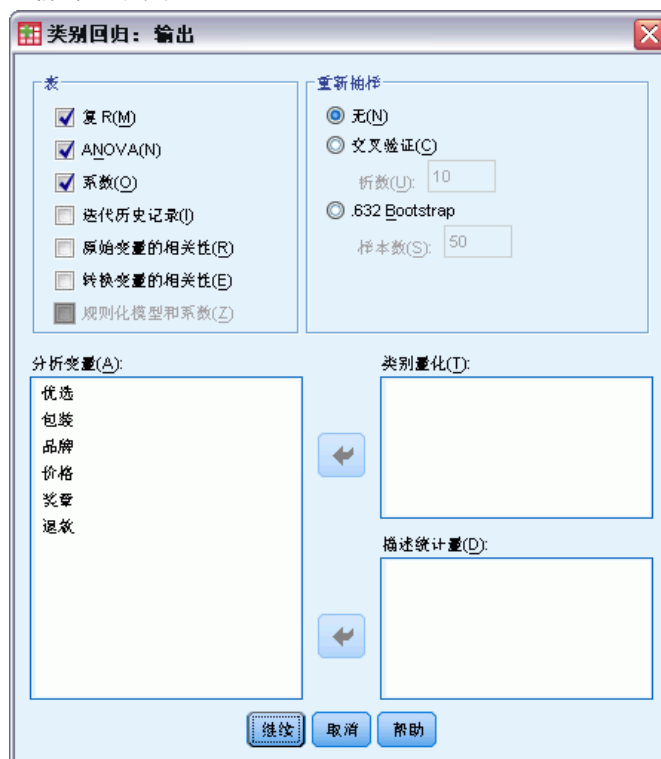 类别回归：输出
表
复 R(M)
ANOVA(N)
系数(O)
迭代历史记录(I)
原始变量的相关性(R)
转换变量的相关性(E)
规则化模型和系数(Z)
重新抽样
无(N)
交叉验证(C)
折数(U): 10
.632 Bootstrap
样本数(S): 50
分析变量(A):
优选
包装
品牌
价格
奖章
退款
类别量化(T):
描述统计量(D):
继续 取消 帮助